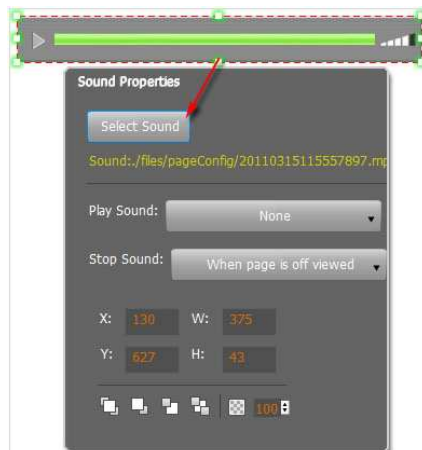 Sound Properties
Select Sound
Sound:./files/pageConfig/20110315115557897.mp
Play Sound: None
Stop Sound: When page is off viewed
X: 130 W: 375
Y: 627 H: 43
100